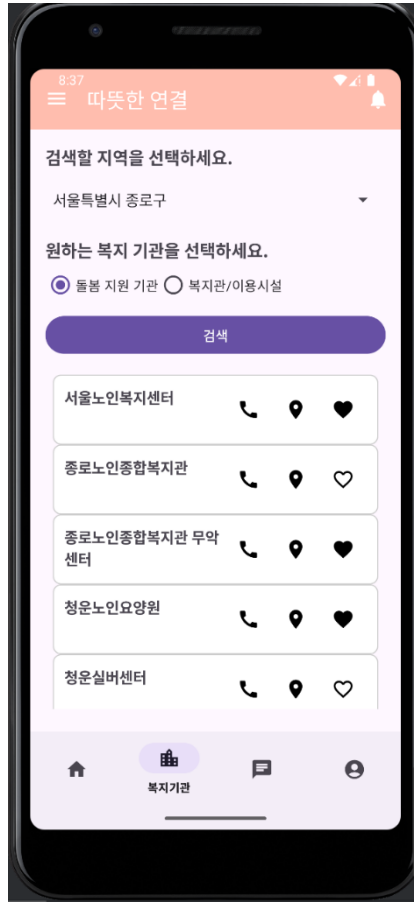 8:37
따뜻한 연결
검색할 지역을 선택하세요.
서울특별시 종로구
원하는 복지 기관을 선택하세요.
돌봄 지원 기관 복지관/이용시설
검색
서울노인복지센터
종로노인종합복지관
종로노인종합복지관 무악
센터
청운노인요양원
청운실버센터
복지기관